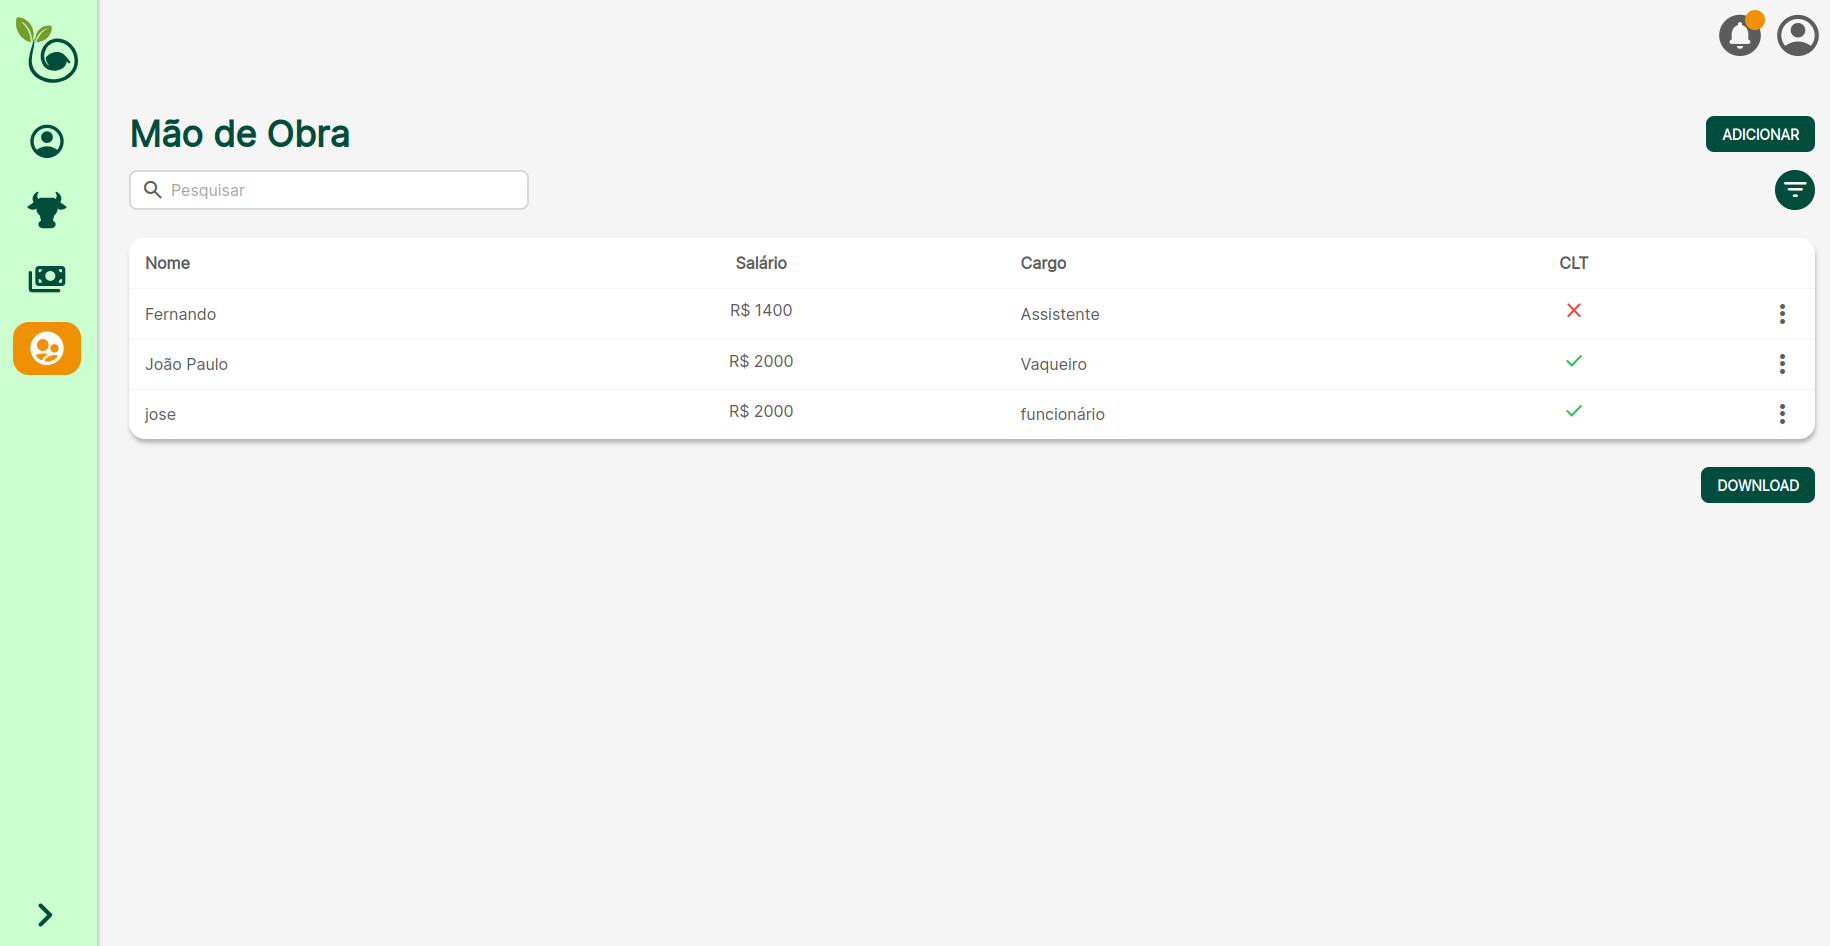 Mão de Obra
ADICIONAR
Pesquisar
Nome Salário Cargo CLT
Fernando R$ 1400 Assistente
João Paulo R$ 2000 Vaqueiro
jose R$ 2000 funcionário
DOWNLOAD